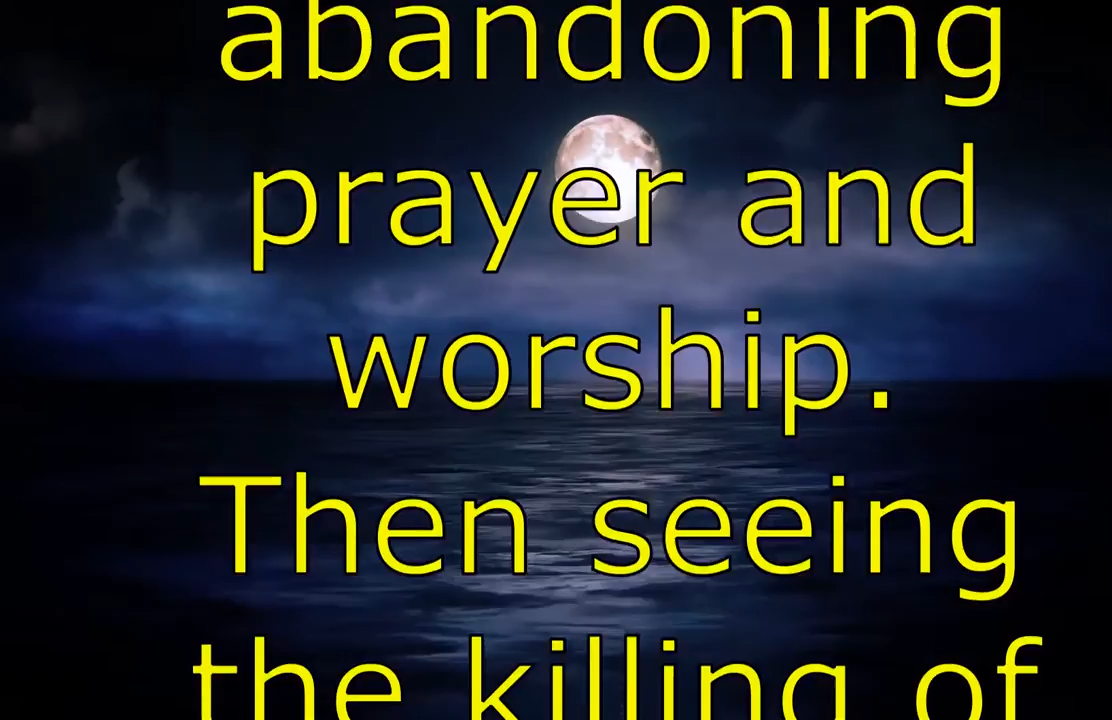 abandoning
prayer and
worship.
Then seeing
the killing of